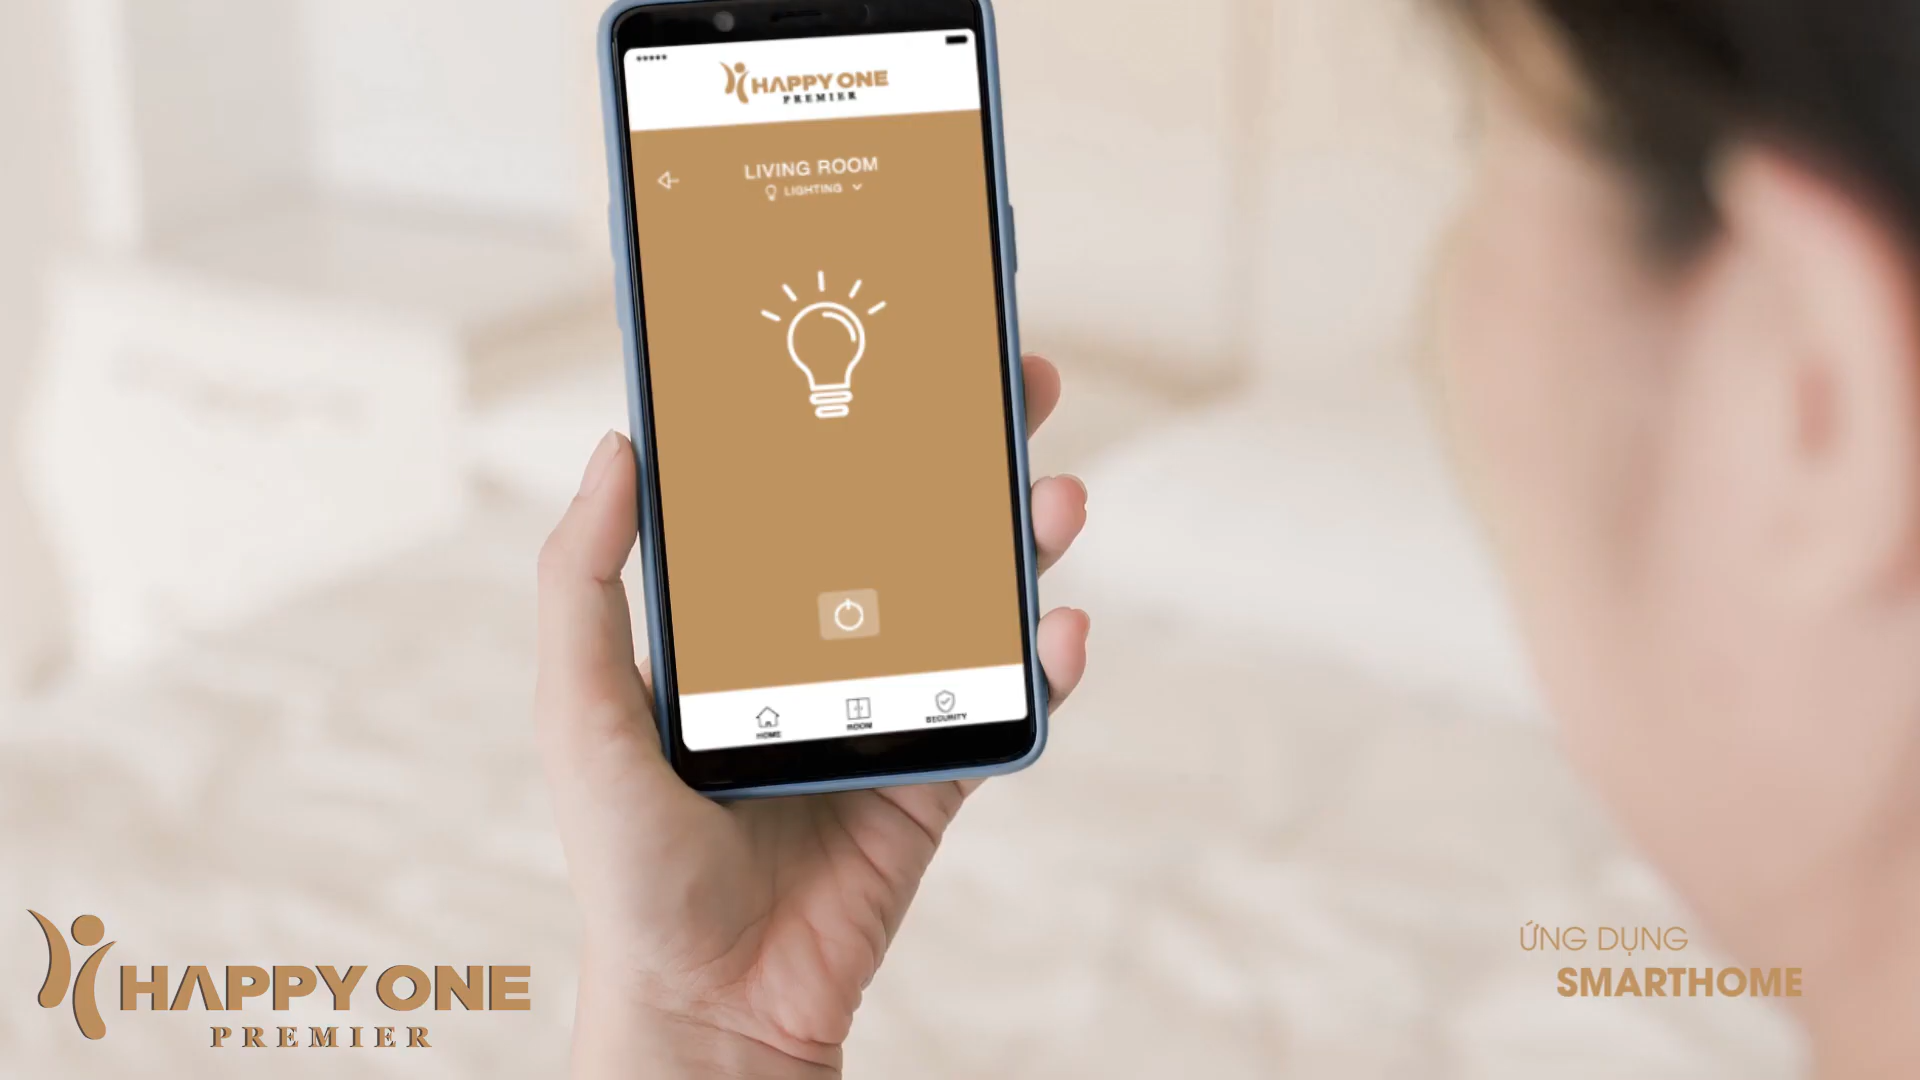 HAPPY ONE
PREMIER
LIVING ROOM
LIGHTING
HOME
ROOM
SECURITY
HAPPY ONE
PREMIER
ỨNG DỤNG
SMARTHOME